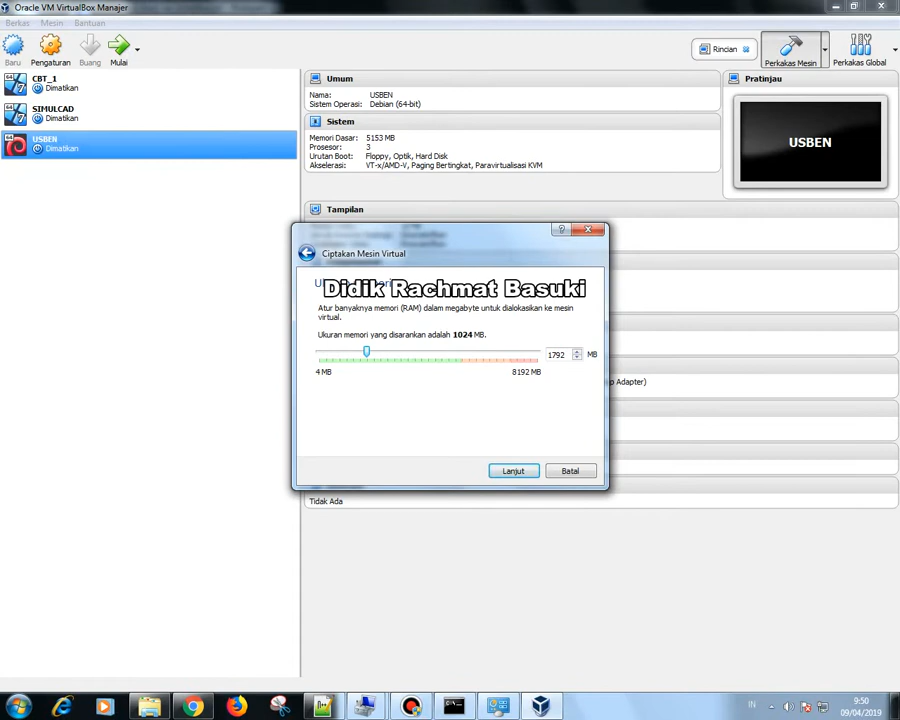 Oracle VM VirtualBox Manajer
Berkas Mesin Bantuan
Baru
Pengaturan
Buang
Mulai
Rincian
Perkakas Mesin
Perkakas Global
64
CBT_1
Dimatikan
64
SIMULCAD
Dimatikan
64
USBEN
Dimatikan
Umum
Nama: USBEN
Sistem Operasi: Debian (64-bit)
Sistem
Memori Dasar: 5153 MB
Prosesor: 3
Urutan Boot: Floppy, Optik, Hard Disk
Akselerasi: VT-x/AMD-V, Paging Bertingkat, Paravirtualisasi KVM
Pratinjau
USBEN
Tampilan
Ciptakan Mesin Virtual
Didik Rachmat Basuki
Atur banyaknya memori (RAM) dalam megabyte untuk dialokasikan ke mesin
virtual.
Ukuran memori yang disarankan adalah 1024 MB.
1792 MB
4 MB 8192 MB
Adapter)
Lanjut Batal
Tidak Ada
IN
9:50
09/04/2019